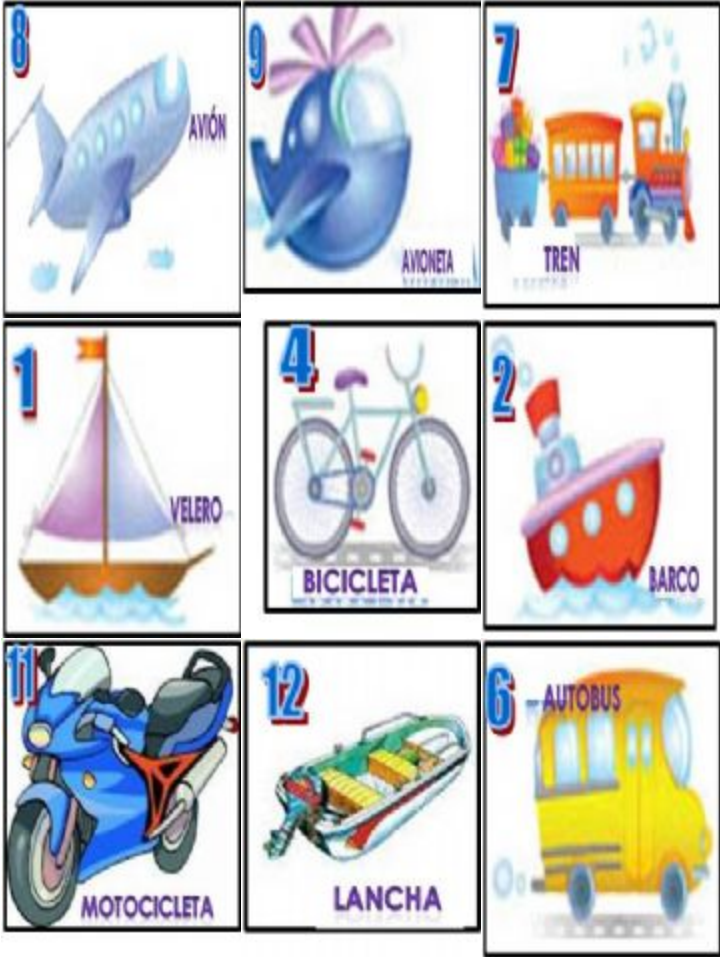 8
AVIÓN
9
AVIONETA
7
TREN
1
VELERO
4
BICICLETA
2
BARCO
11
MOTOCICLETA
12
LANCHA
6
AUTOBUS